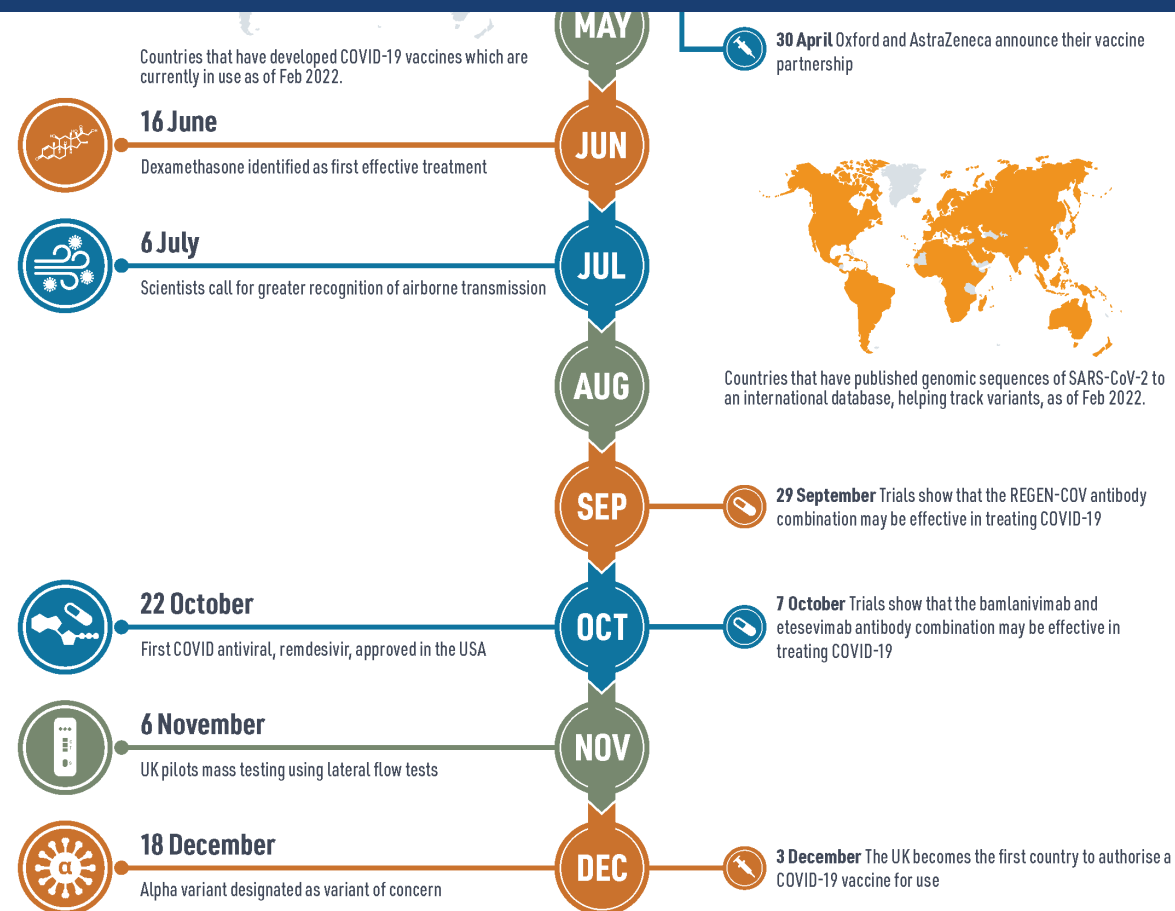 MAY
30 April Oxford and AstraZeneca announce their vaccine
partnership
Countries that have developed COVID-19 vaccines which are
currently in use as of Feb 2022.
16 June
Dexamethasone identified as first effective treatment
JUN
6 July
Scientists call for greater recognition of airborne transmission
JUL
AUG
Countries that have published genomic sequences of SARS-CoV-2 to
an international database, helping track variants, as of Feb 2022.
SEP
29 September Trials show that the REGEN-COV antibody
combination may be effective in treating COVID-19
22 October
First COVID antiviral, remdesivir, approved in the USA
OCT
7 October Trials show that the bamlanivimab and
etesevimab antibody combination may be effective in
treating COVID-19
6 November
UK pilots mass testing using lateral flow tests
NOV
18 December
Alpha variant designated as variant of concern
α
DEC
3 December The UK becomes the first country to authorise a
COVID-19 vaccine for use